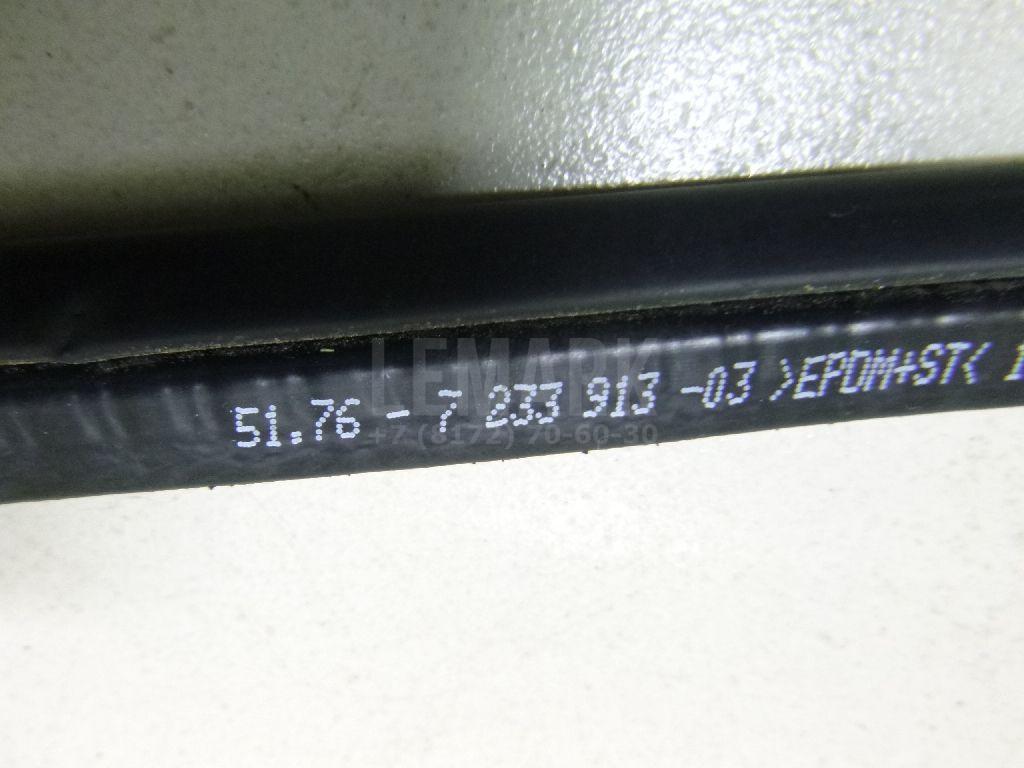 LEMARK
51.76 - 7 233 913 -03 >EPDM+ST<
+7 (8172) 70-60-30